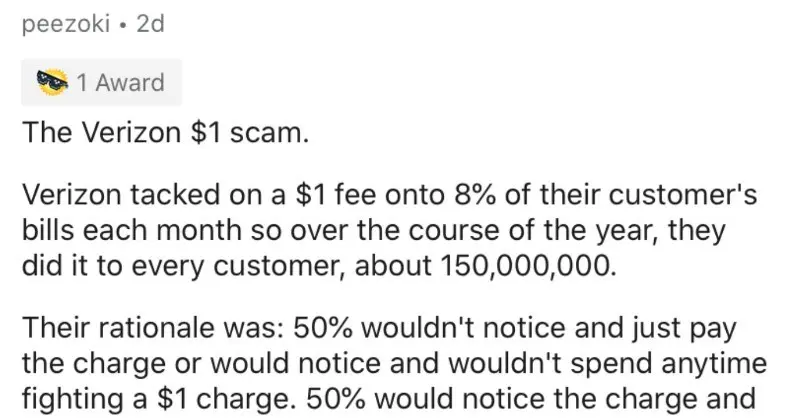 peezoki • 2d
1 Award
The Verizon $1 scam.
Verizon tacked on a $1 fee onto 8% of their customer's
bills each month so over the course of the year, they
did it to every customer, about 150,000,000.
Their rationale was: 50% wouldn't notice and just pay
the charge or would notice and wouldn't spend anytime
fighting a $1 charge. 50% would notice the charge and